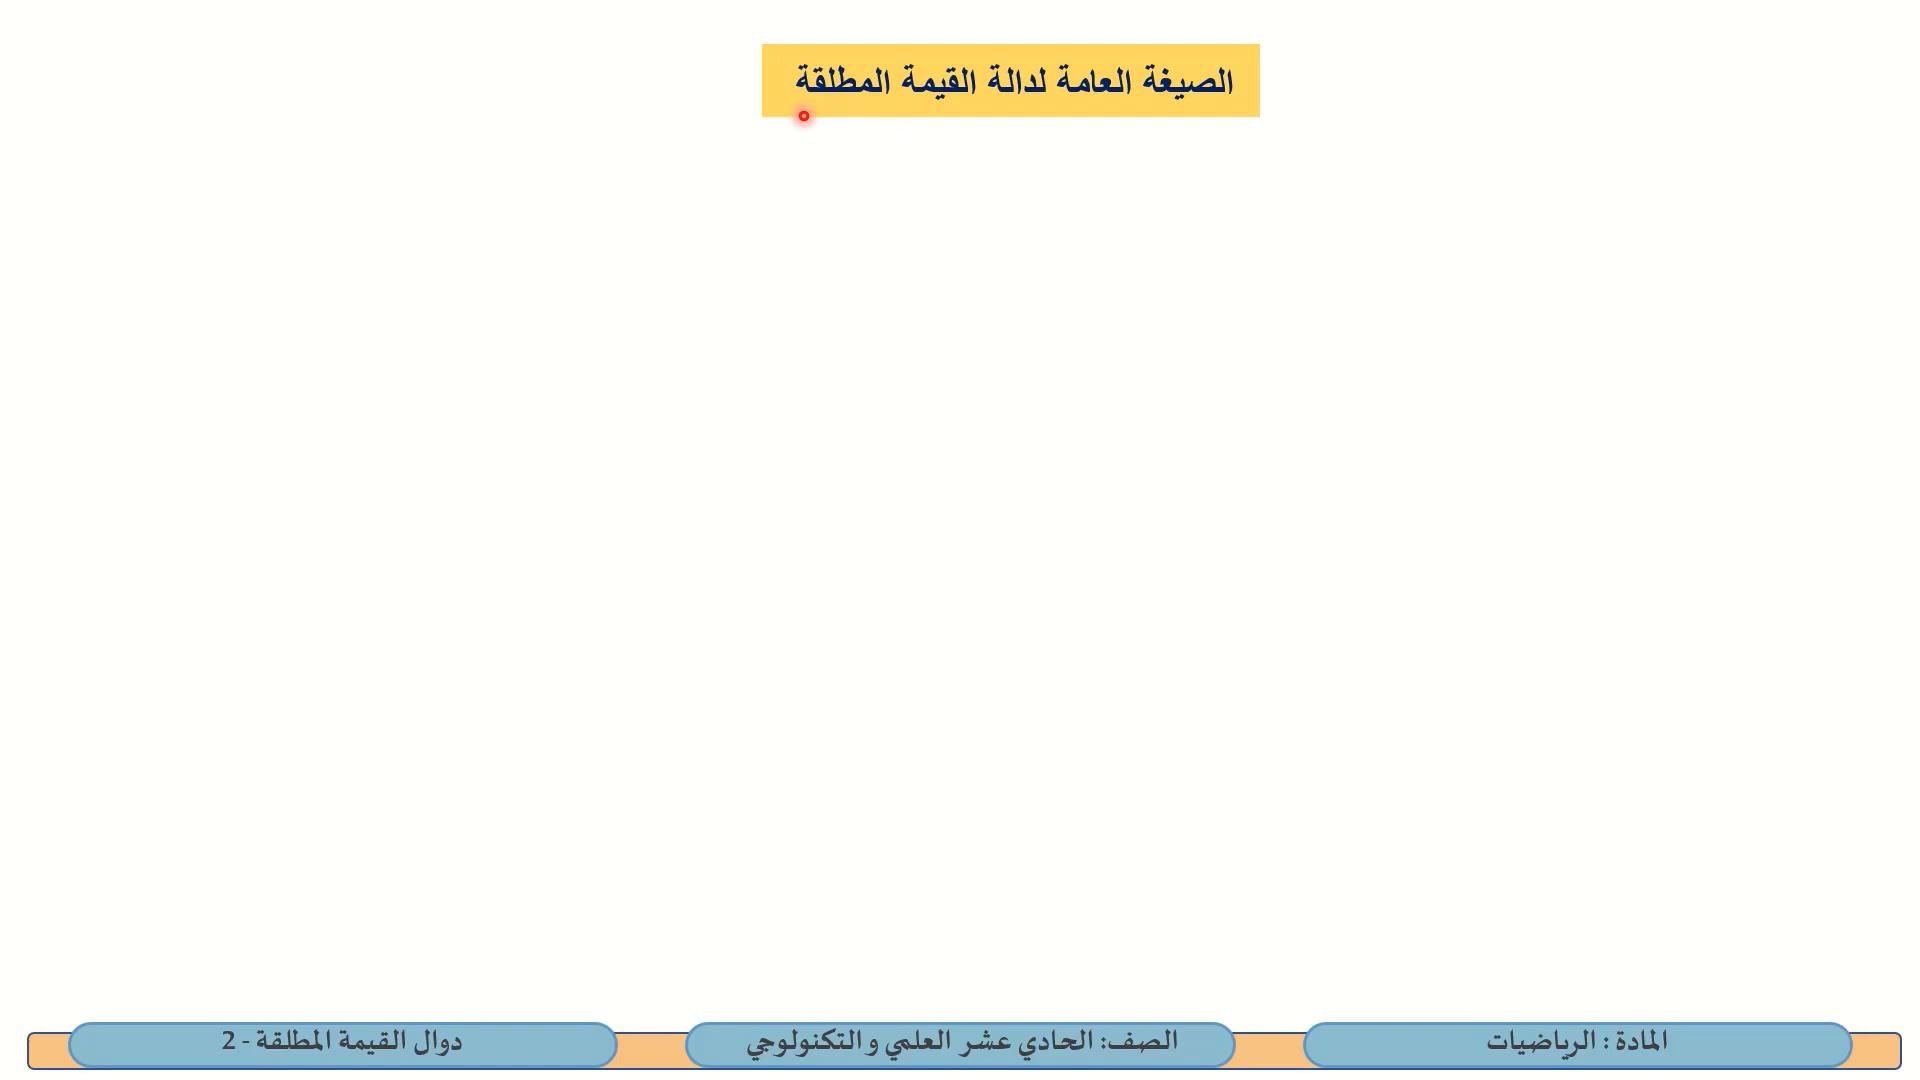 الصيغة العامة لدالة القيمة المطلقة
المادة : الرياضيات
الصف: الحادي عشر العلمي و التكنولوجي
دوال القيمة المطلقة - 2